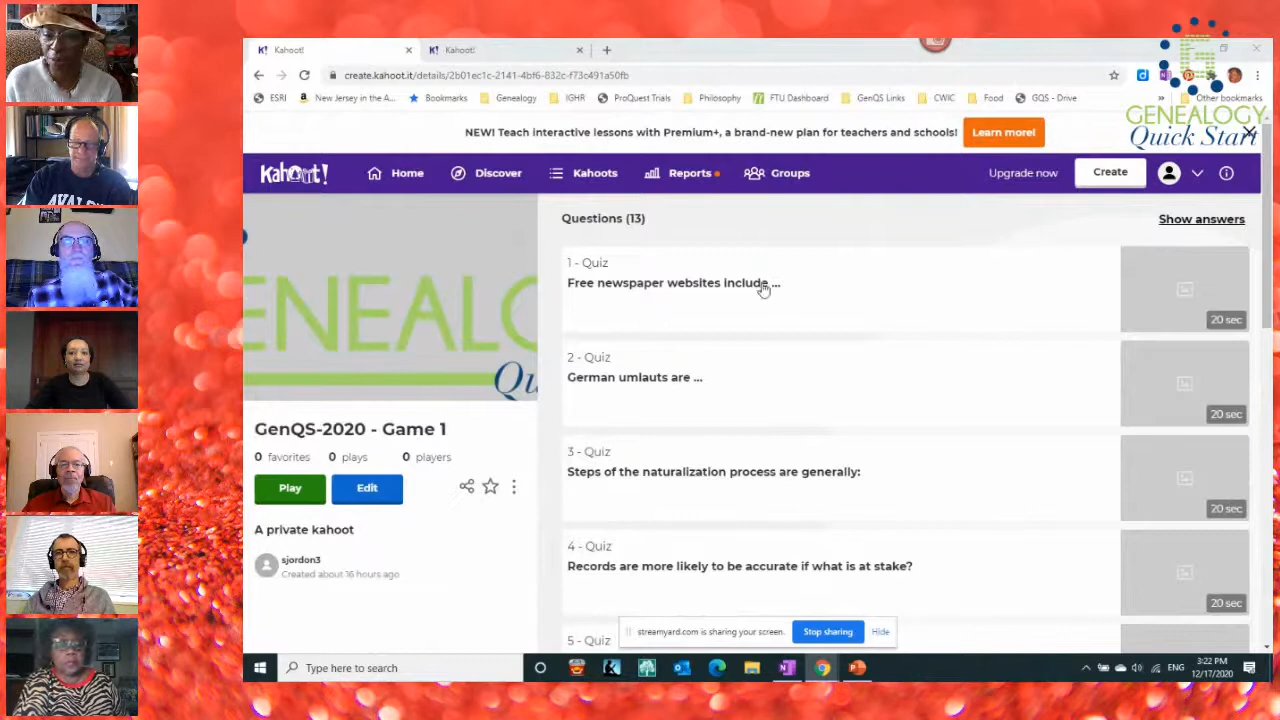 Kahoot!
Kahoot!
create.kahoot.it/details/2b01ec1c-2141-4bf6-832c-f73c491a50fb
ESRI
New Jersey in the A...
Bookmarks
Genealogy
IGHR
ProQuest Trials
Philosophy
FTU Dashboard
GenQS Links
CWIC
Food
GQS - Drive
Other bookmarks
GENEALOGY
Quick Start
NEW! Teach interactive lessons with Premium+, a brand-new plan for teachers and schools!
Learn more!
Kahoot!
Home
Discover
Kahoots
Reports
Groups
Upgrade now
Create
ENEALO
Qu
GenQS-2020 - Game 1
0 favorites 0 plays 0 players
Play
Edit
A private kahoot
sjordon3
Created about 16 hours ago
Questions (13)
Show answers
1 - Quiz
Free newspaper websites include ...
20 sec
2 - Quiz
German umlauts are ...
20 sec
3 - Quiz
Steps of the naturalization process are generally:
20 sec
4 - Quiz
Records are more likely to be accurate if what is at stake?
20 sec
5 - Quiz
streamyard.com is sharing your screen.
Stop sharing
Hide
Type here to search
ENG
3:22 PM
12/17/2020